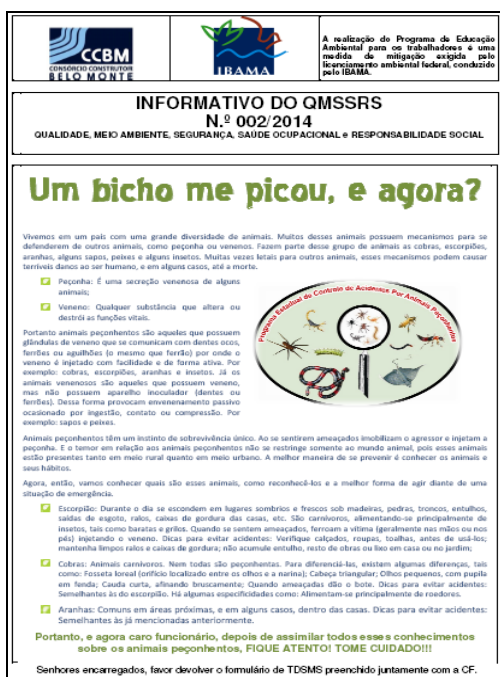 CCBM
CONSÓRCIO CONSTRUTOR
BELO MONTE
IBAMA
A realização do Programa de Educação
Ambiental para os trabalhadores é uma
medida de mitigação exigida pelo
licenciamento ambiental federal, conduzido
pelo IBAMA.
INFORMATIVO DO QMSSRS
N.º 002/2014
QUALIDADE, MEIO AMBIENTE, SEGURANÇA, SAÚDE OCUPACIONAL e RESPONSABILIDADE SOCIAL
Um bicho me picou, e agora?
Vivemos em um país com uma grande diversidade de animais. Muitos desses animais possuem mecanismos para se
defenderem de outros animais, como peçonha ou venenos. Fazem parte desse grupo de animais as cobras, escorpiões,
aranhas, alguns sapos, peixes e alguns insetos. Muitas vezes letais para outros animais, esses mecanismos podem causar
terríveis danos ao ser humano, e em alguns casos, até a morte.
Peçonha: É uma secreção venenosa de alguns
animais;
Veneno: Qualquer substância que altera ou
destrói as funções vitais.
Programa Estadual de Controle de Acidentes Por Animais Peçonhentos
Portanto animais peçonhentos são aqueles que possuem
glândulas de veneno que se comunicam com dentes ocos,
ferrões ou aguilhões (o mesmo que ferrão) por onde o
veneno é injetado com facilidade e de forma ativa. Por
exemplo: cobras, escorpiões, aranhas e insetos. Já os
animais venenosos são aqueles que possuem veneno,
mas não possuem aparelho inoculador (dentes ou
ferrões). Dessa forma provocam envenenamento passivo
ocasionado por ingestão, contato ou compressão. Por
exemplo: sapos e peixes.
Animais peçonhentos têm um instinto de sobrevivência único. Ao se sentirem ameaçados imobilizam o agressor e injetam a
peçonha. E o temor em relação aos animais peçonhentos não se restringe somente ao mundo animal, pois esses animais
estão presentes tanto em meio rural quanto em meio urbano. A melhor maneira de se prevenir é conhecer os animais e
seus hábitos.
Agora, então, vamos conhecer quais são esses animais, como reconhecê-los e a melhor forma de agir diante de uma
situação de emergência.
Escorpião: Durante o dia se escondem em lugares sombrios e frescos sob madeiras, pedras, troncos, entulhos,
saídas de esgoto, ralos, caixas de gordura das casas, etc. São carnívoros, alimentando-se principalmente de
insetos, tais como baratas e grilos. Quando se sentem ameaçados, ferroam a vítima (geralmente nas mãos ou nos
pés) injetando o veneno. Dicas para evitar acidentes: Verifique calçados, roupas, toalhas, antes de usá-los;
mantenha limpos ralos e caixas de gordura; não acumule entulho, resto de obras ou lixo em casa ou no jardim;
Cobras: Animais carnívoros. Nem todas são peçonhentas. Para diferenciá-las, existem algumas diferenças, tais
como: Fosseta loreal (orifício localizado entre os olhos e a narina); Cabeça triangular; Olhos pequenos, com pupila
em fenda; Cauda curta, afinando bruscamente; Quando ameaçadas dão o bote. Dicas para evitar acidentes:
Semelhantes às do escorpião. Há algumas especificidades como: Alimentam-se principalmente de roedores.
Aranhas: Comuns em áreas próximas, e em alguns casos, dentro das casas. Dicas para evitar acidentes:
Semelhantes às já mencionadas anteriormente.
Portanto, e agora caro funcionário, depois de assimilar todos esses conhecimentos
sobre os animais peçonhentos, FIQUE ATENTO! TOME CUIDADO!!!
Senhores encarregados, favor devolver o formulário de TDSMS preenchido juntamente com a CF.